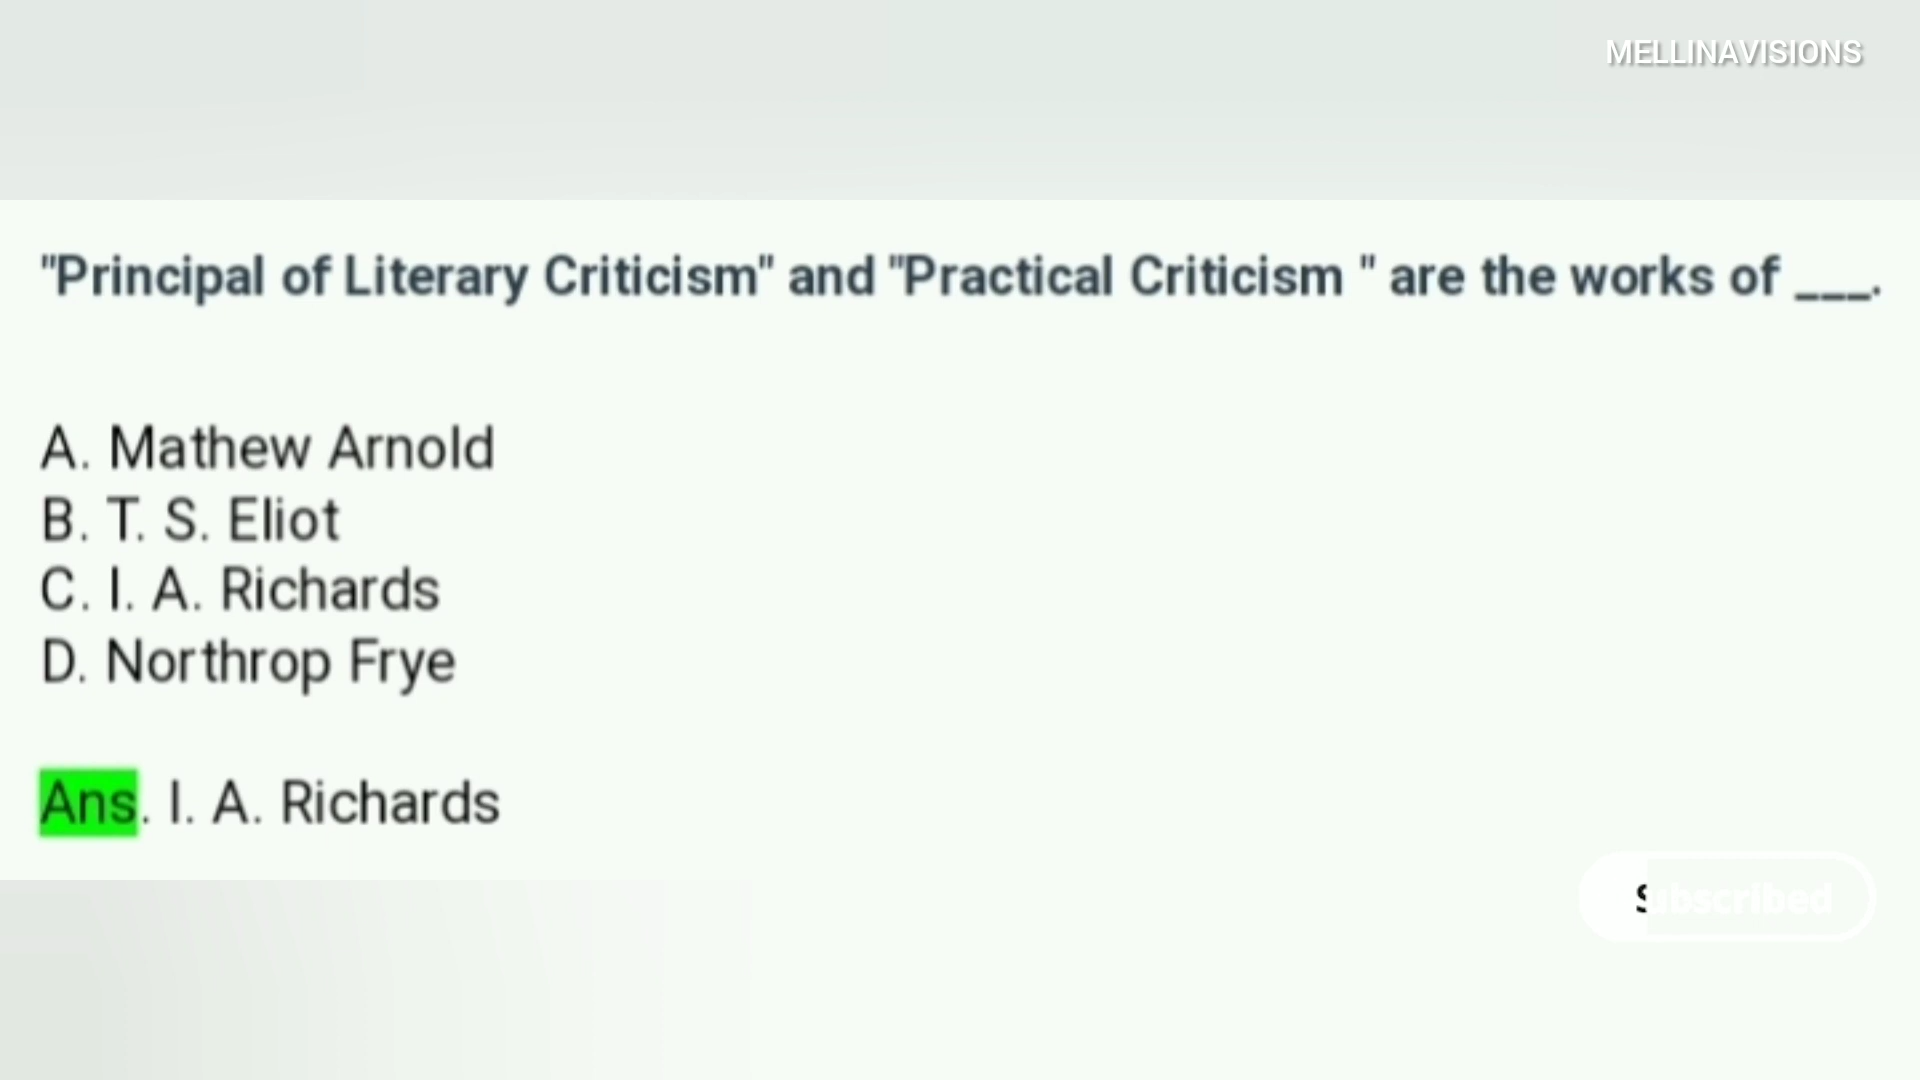 MELLINAVISIONS
"Principal of Literary Criticism" and "Practical Criticism " are the works of ___.
A. Mathew Arnold
B. T. S. Eliot
C. I. A. Richards
D. Northrop Frye
Ans. I. A. Richards
Subscribed